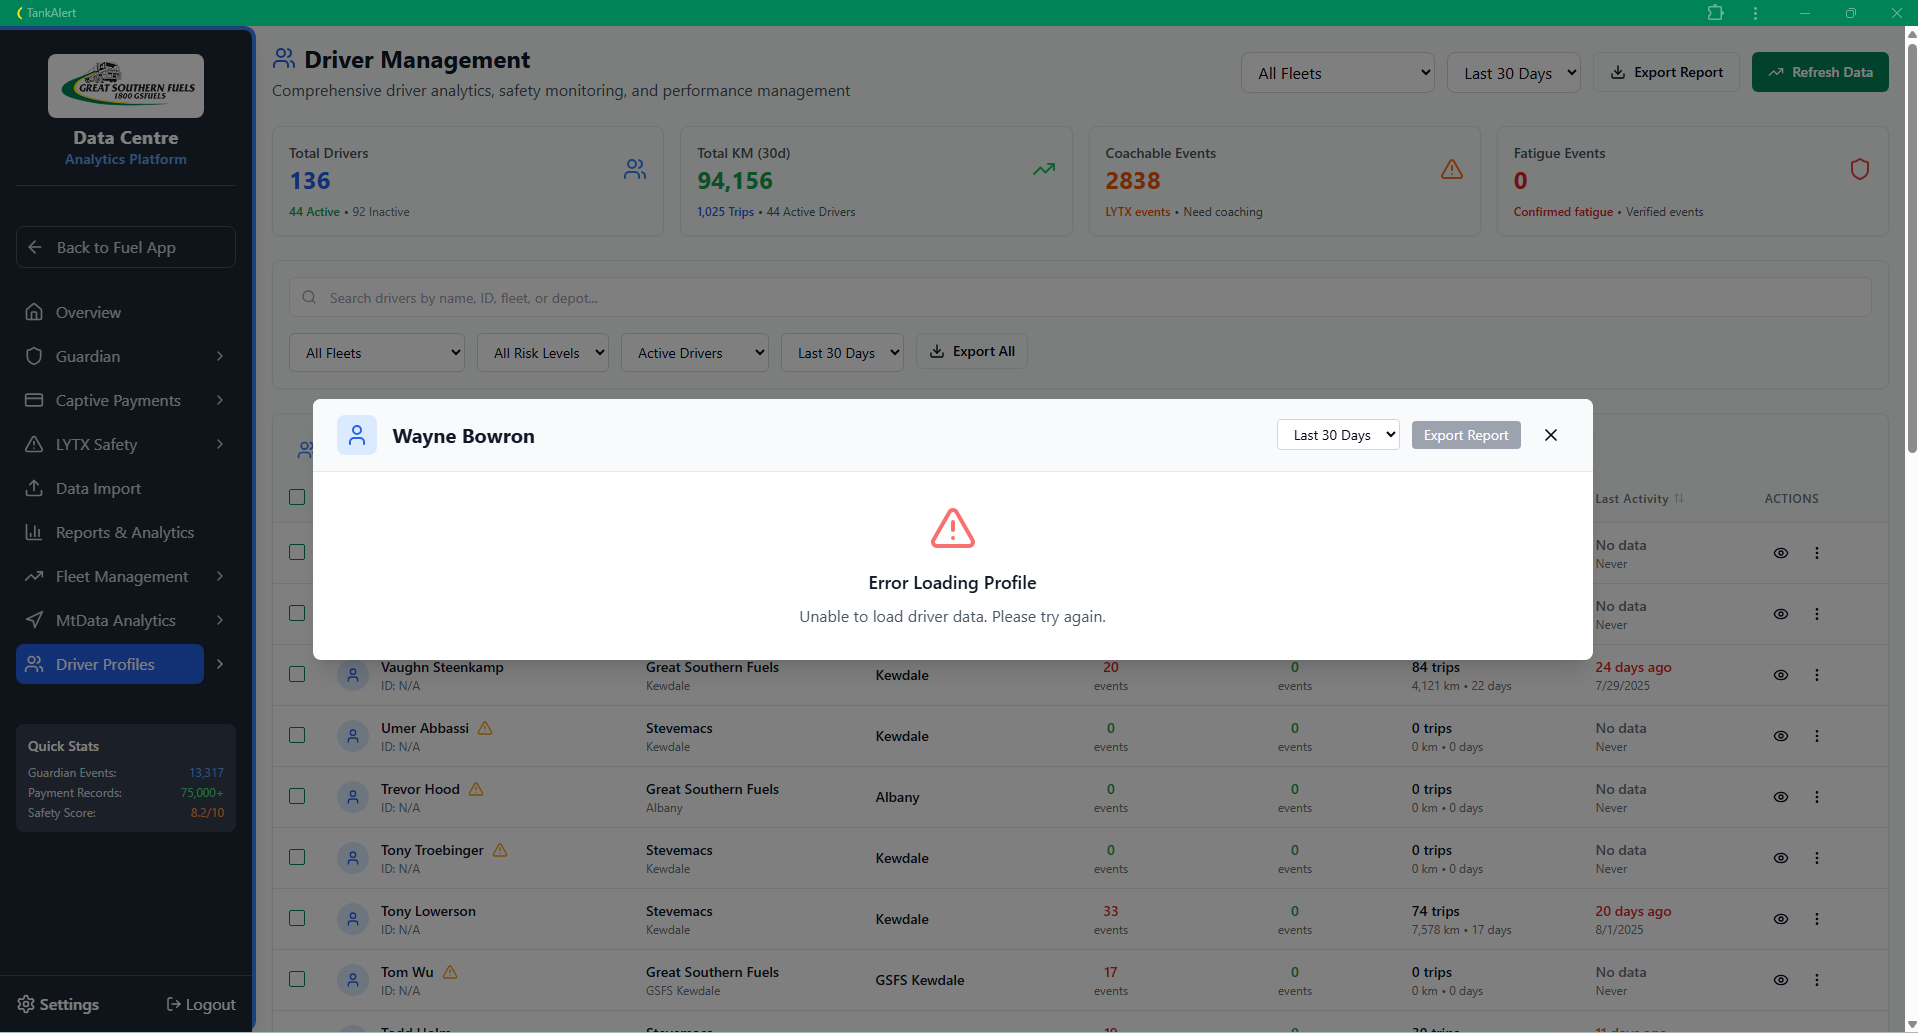 TankAlert
GREAT SOUTHERN FUELS
1800 GSFUELS
Data Centre
Analytics Platform
Back to Fuel App
Overview
Guardian
Captive Payments
LYTX Safety
Data Import
Reports & Analytics
Fleet Management
MtData Analytics
Driver Profiles
Quick Stats
Guardian Events: 13,317
Payment Records: 75,000+
Safety Score: 8.2/10
Settings Logout
Driver Management
Comprehensive driver analytics, safety monitoring, and performance management
All Fleets Last 30 Days Export Report Refresh Data
Total Drivers
136
44 Active • 92 Inactive
Total KM (30d)
94,156
1,025 Trips • 44 Active Drivers
Coachable Events
2838
LYTX events • Need coaching
Fatigue Events
0
Confirmed fatigue • Verified events
Search drivers by name, ID, fleet, or depot...
All Fleets All Risk Levels Active Drivers Last 30 Days Export All
Wayne Bowron Last 30 Days Export Report
Error Loading Profile
Unable to load driver data. Please try again.
Last Activity ACTIONS
No data
Never
No data
Never
Vaughn Steenkamp Great Southern Fuels Kewdale 20 0 84 trips 24 days ago
ID: N/A Kewdale events events 4,121 km • 22 days 7/29/2025
Umer Abbassi Stevemacs Kewdale 0 0 0 trips No data
ID: N/A Kewdale events events 0 km • 0 days Never
Trevor Hood Great Southern Fuels Albany 0 0 0 trips No data
ID: N/A Albany events events 0 km • 0 days Never
Tony Troebinger Stevemacs Kewdale 0 0 0 trips No data
ID: N/A Kewdale events events 0 km • 0 days Never
Tony Lowerson Stevemacs Kewdale 33 0 74 trips 20 days ago
ID: N/A Kewdale events events 7,578 km • 17 days 8/1/2025
Tom Wu Great Southern Fuels GSFS Kewdale 17 0 0 trips No data
ID: N/A GSFS Kewdale events events 0 km • 0 days Never